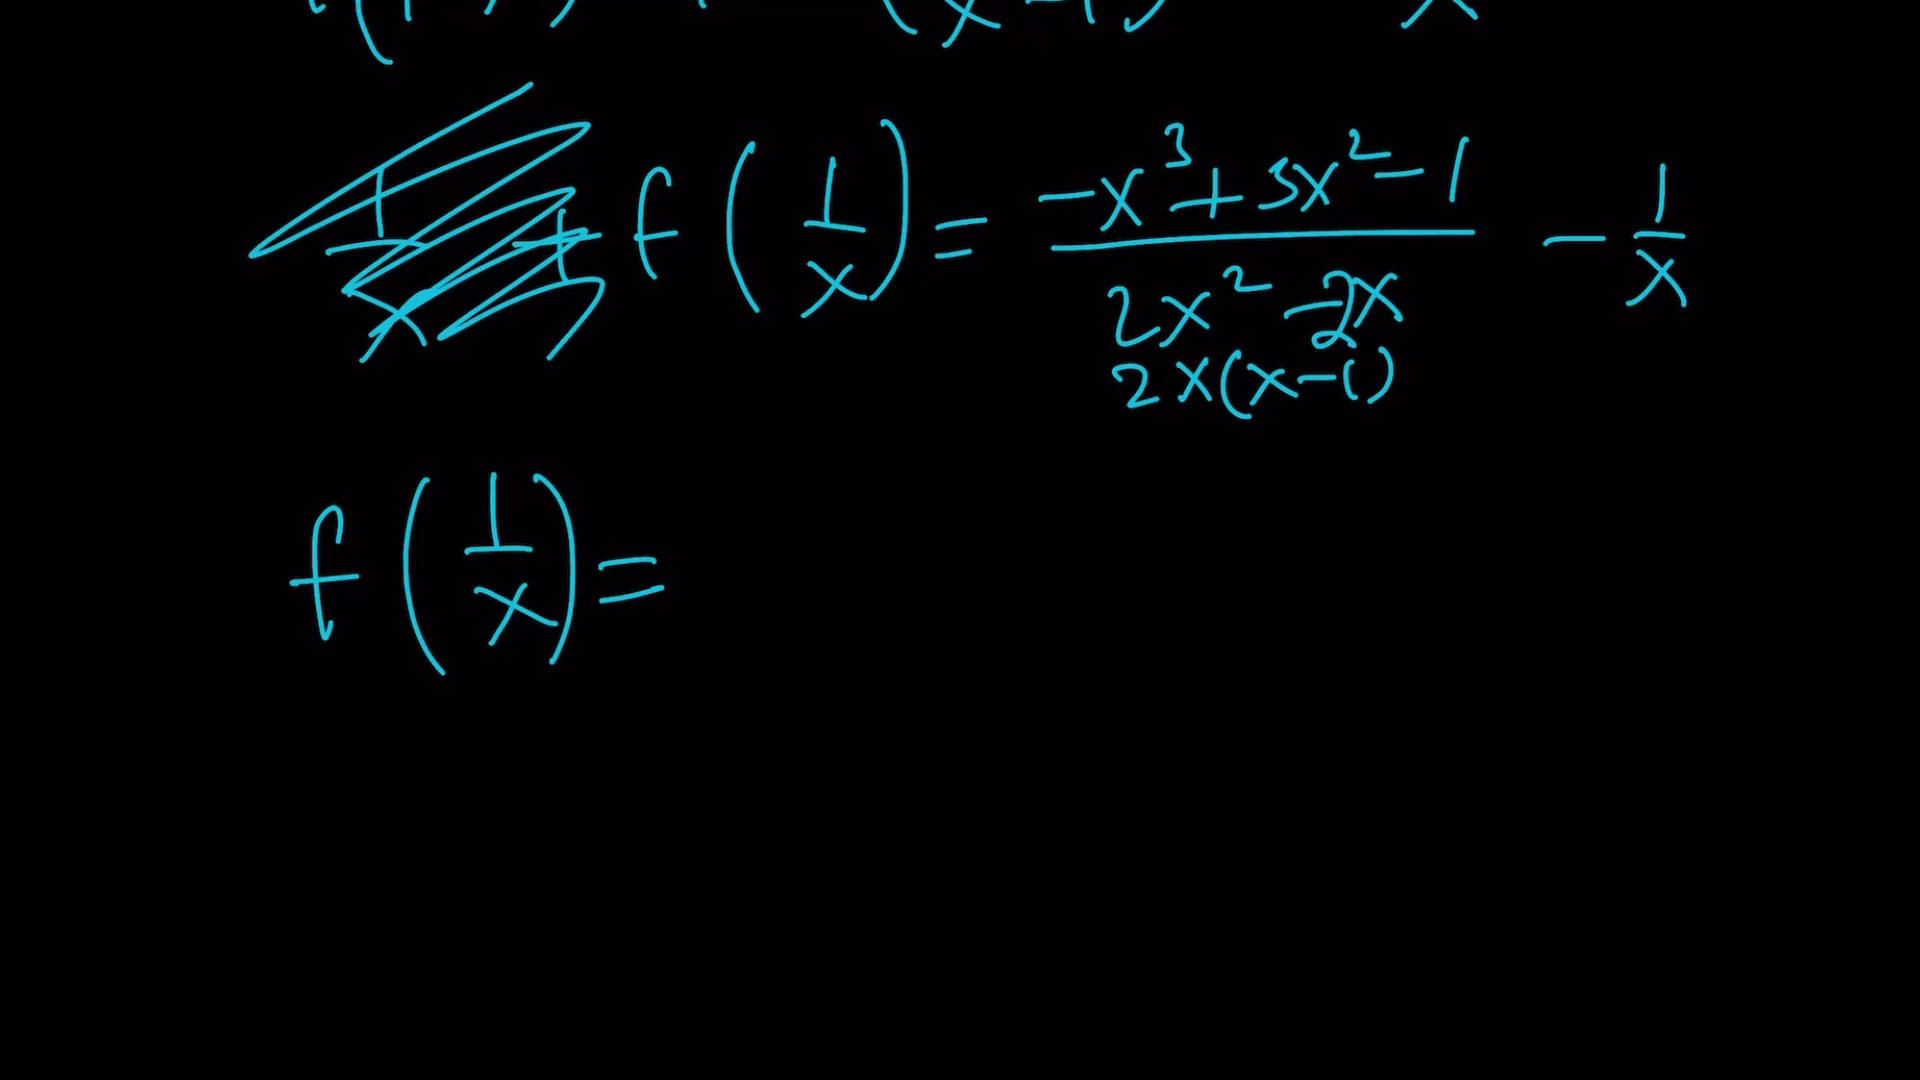 f(1/x) = (-x³ + 3x² - 1)/(2x² - 2x) - 1/x
2x(x-1)
f(1/x) =